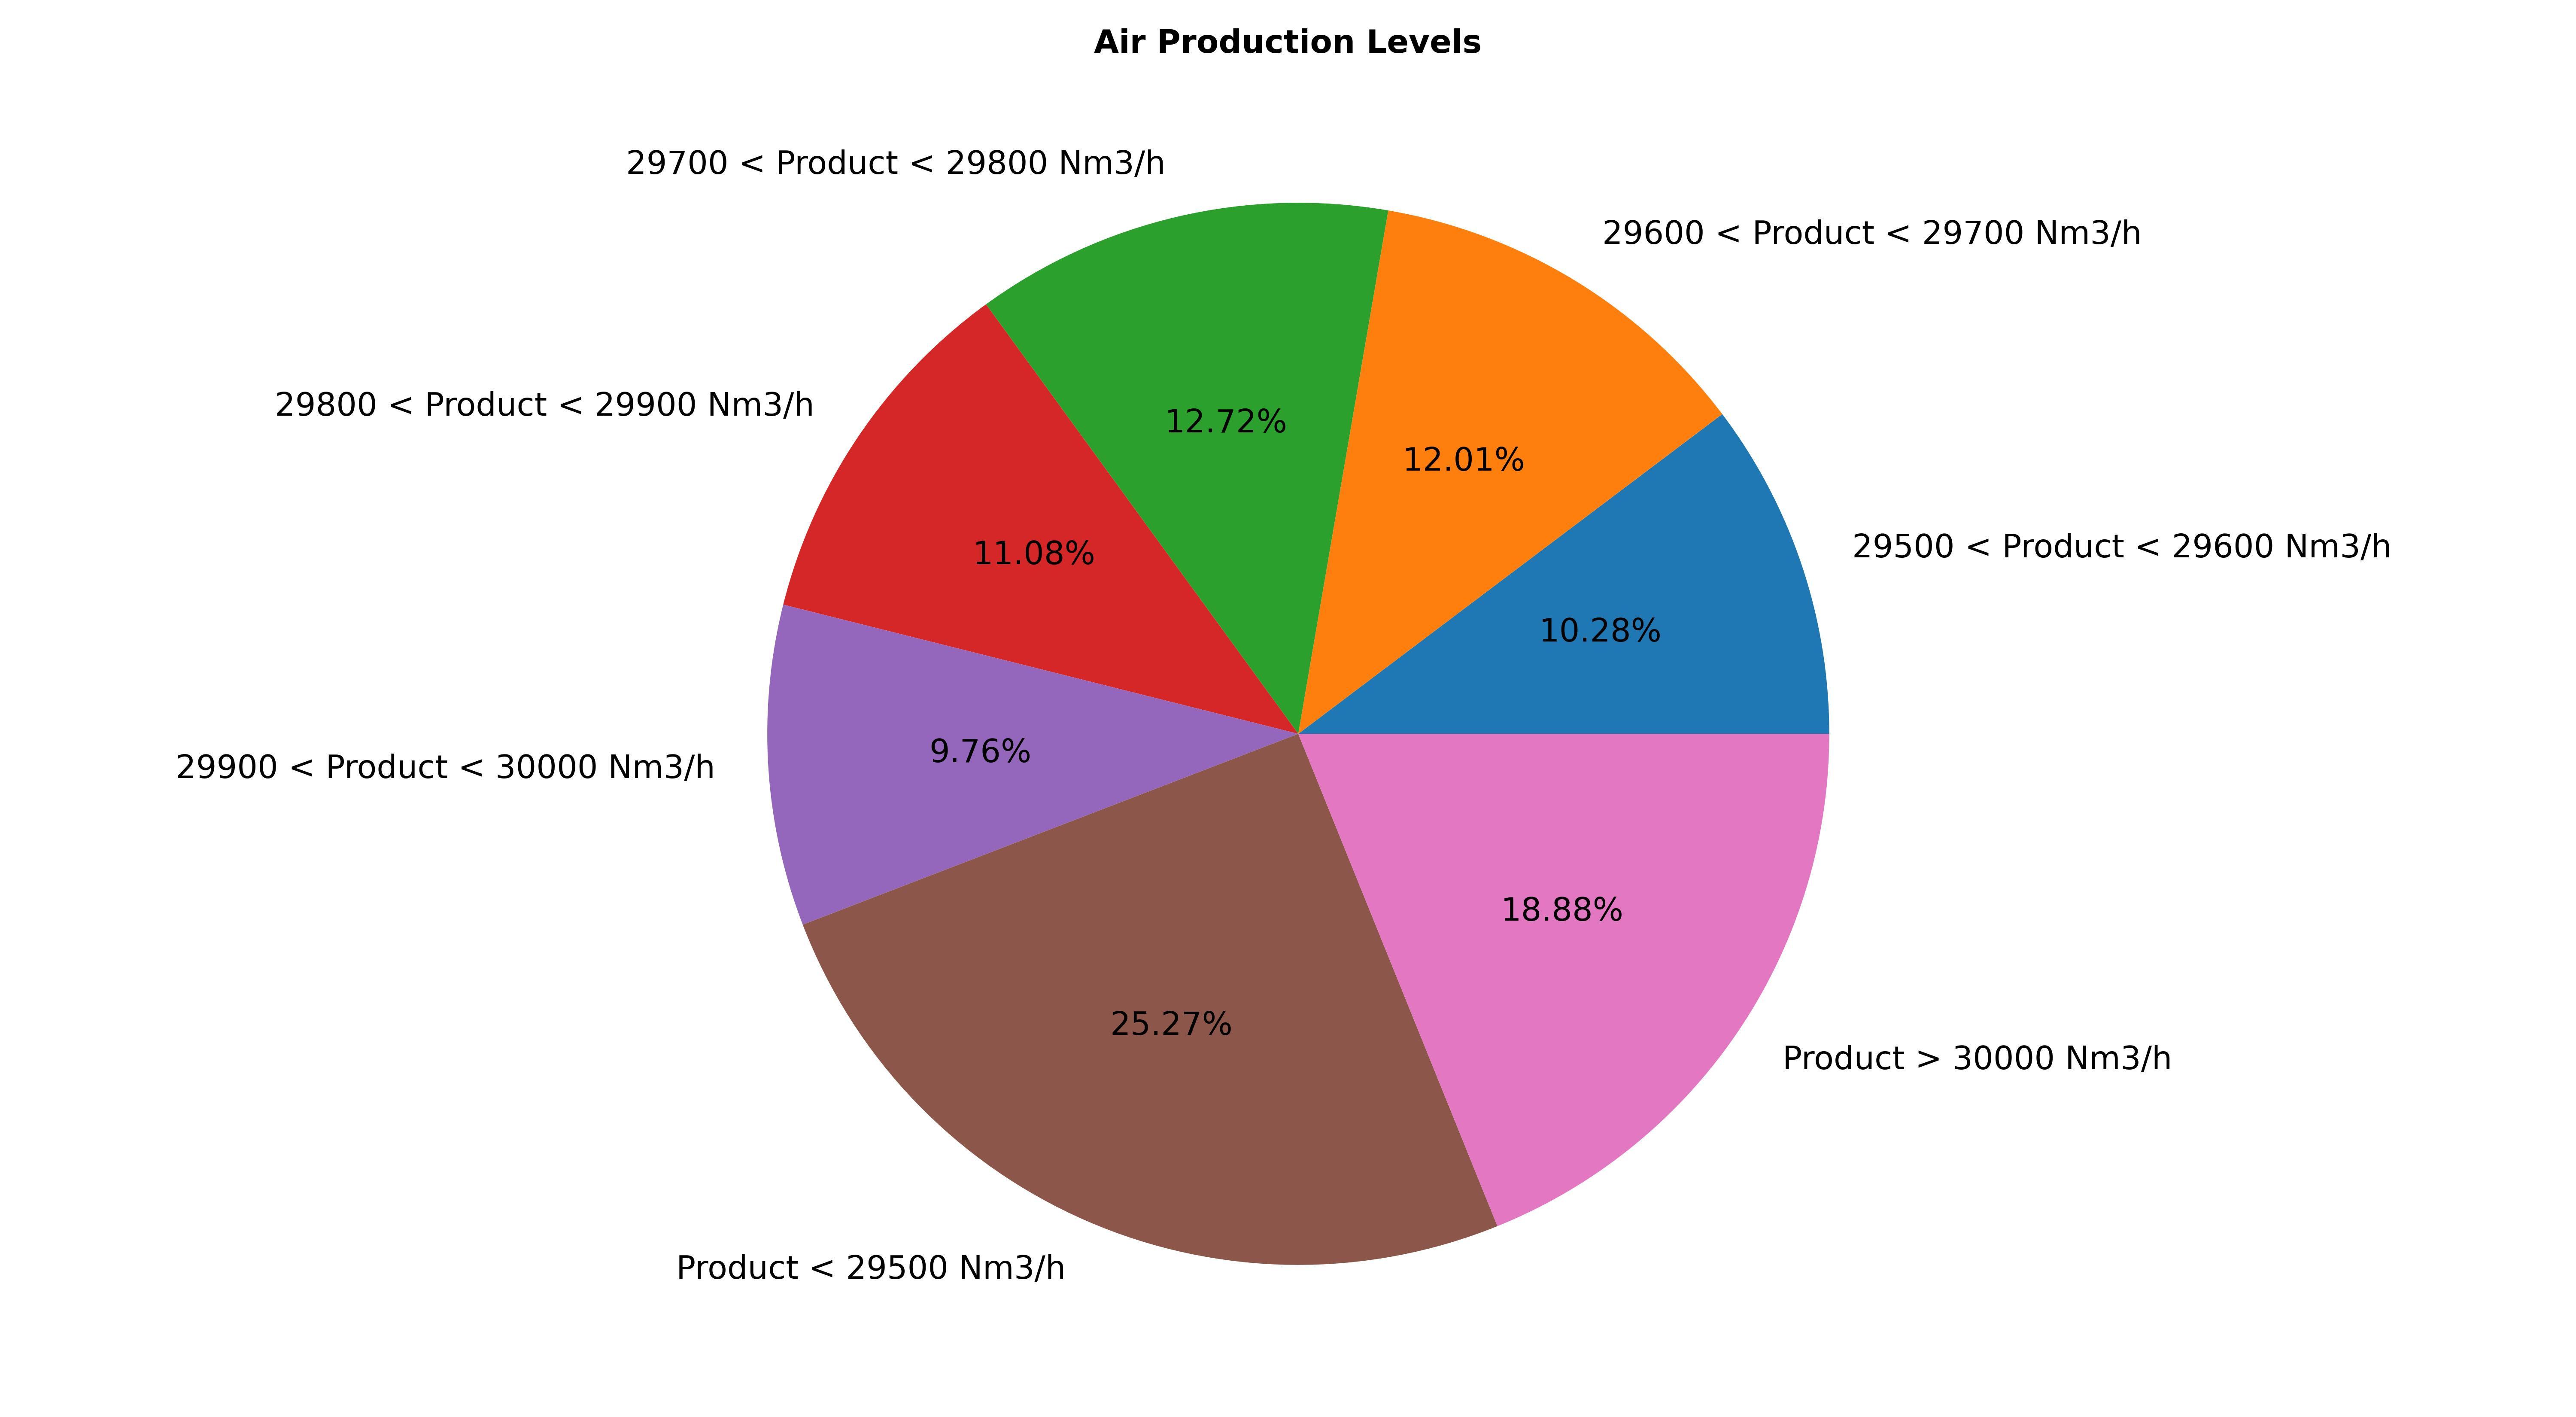 Air Production Levels
29700 < Product < 29800 Nm3/h
29600 < Product < 29700 Nm3/h
29800 < Product < 29900 Nm3/h
12.72%
12.01%
29500 < Product < 29600 Nm3/h
11.08%
10.28%
29900 < Product < 30000 Nm3/h
9.76%
18.88%
25.27%
Product > 30000 Nm3/h
Product < 29500 Nm3/h